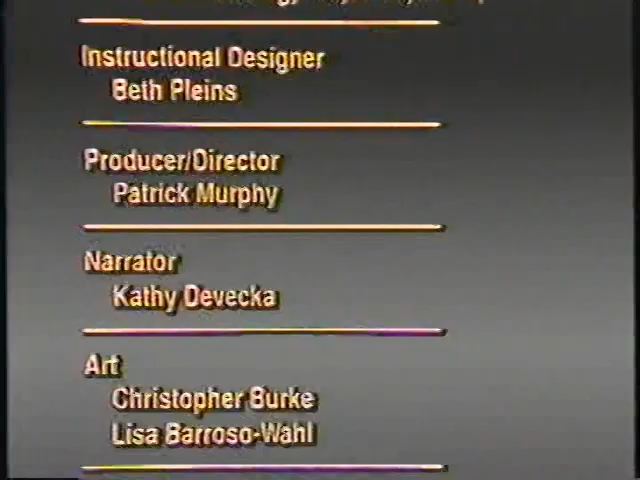 Instructional Designer
Beth Pleins
Producer/Director
Patrick Murphy
Narrator
Kathy Devecka
Art
Christopher Burke
Lisa Barroso-Wahl